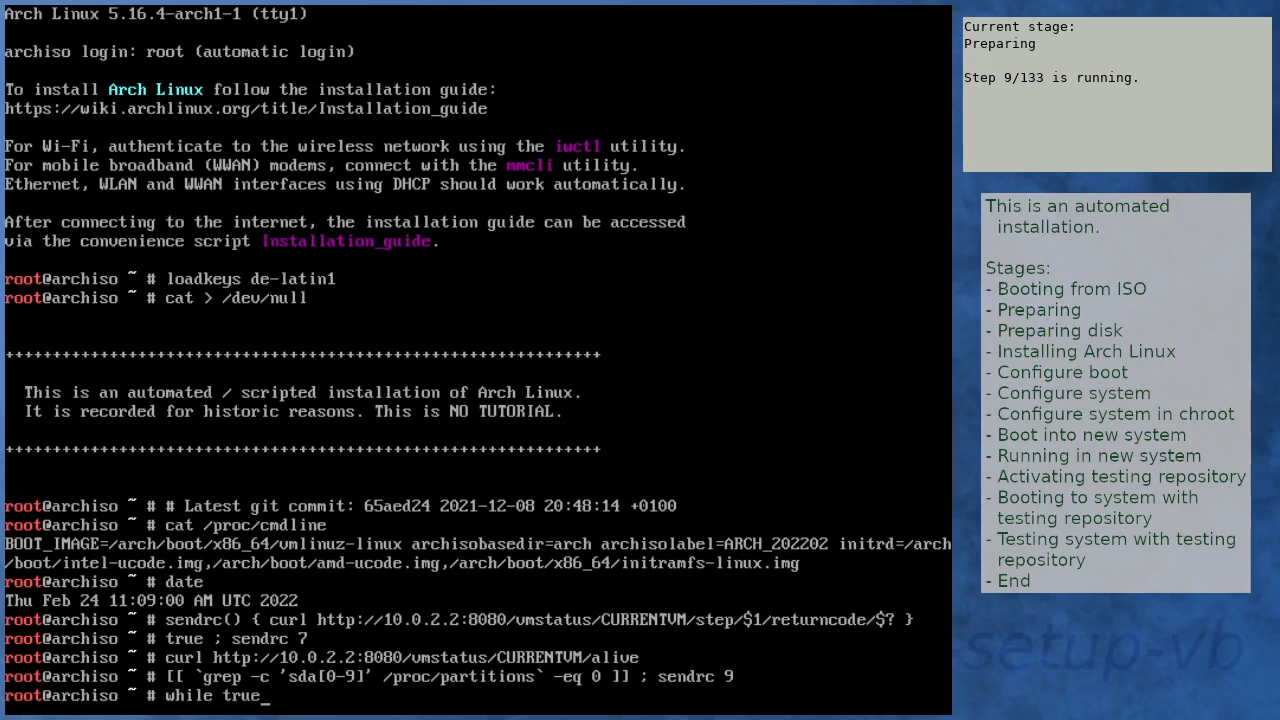 Arch Linux 5.16.4-arch1-1 (tty1)
archiso login: root (automatic login)
To install Arch Linux follow the installation guide:
https://wiki.archlinux.org/title/Installation_guide
For Wi-Fi, authenticate to the wireless network using the iwctl utility.
For mobile broadband (WWAN) modems, connect with the mmcli utility.
Ethernet, WLAN and WWAN interfaces using DHCP should work automatically.
After connecting to the internet, the installation guide can be accessed
via the convenience script Installation_guide.
root@archiso ~ # loadkeys de-latin1
root@archiso ~ # cat > /dev/null
+++++++++++++++++++++++++++++++++++++++++++++++++++++++++++++++
This is an automated / scripted installation of Arch Linux.
It is recorded for historic reasons. This is NO TUTORIAL.
+++++++++++++++++++++++++++++++++++++++++++++++++++++++++++++++
root@archiso ~ # # Latest git commit: 65aed24 2021-12-08 20:48:14 +0100
root@archiso ~ # cat /proc/cmdline
BOOT_IMAGE=/arch/boot/x86_64/vmlinuz-linux archisobasedir=arch archisolabel=ARCH_202202 initrd=/arch
/boot/intel-ucode.img,/arch/boot/amd-ucode.img,/arch/boot/x86_64/initramfs-linux.img
root@archiso ~ # date
Thu Feb 24 11:09:00 AM UTC 2022
root@archiso ~ # sendrc() { curl http://10.0.2.2:8080/vmstatus/CURRENTVM/step/$1/returncode/$? }
root@archiso ~ # true ; sendrc 7
root@archiso ~ # curl http://10.0.2.2:8080/vmstatus/CURRENTVM/alive
root@archiso ~ # [[ `grep -c 'sda[0-9]' /proc/partitions` -eq 0 ]] ; sendrc 9
root@archiso ~ # while true_
Current stage:
Preparing
Step 9/133 is running.
This is an automated
installation.
Stages:
- Booting from ISO
- Preparing
- Preparing disk
- Installing Arch Linux
- Configure boot
- Configure system
- Configure system in chroot
- Boot into new system
- Running in new system
- Activating testing repository
- Booting to system with
testing repository
- Testing system with testing
repository
- End
setup-vb